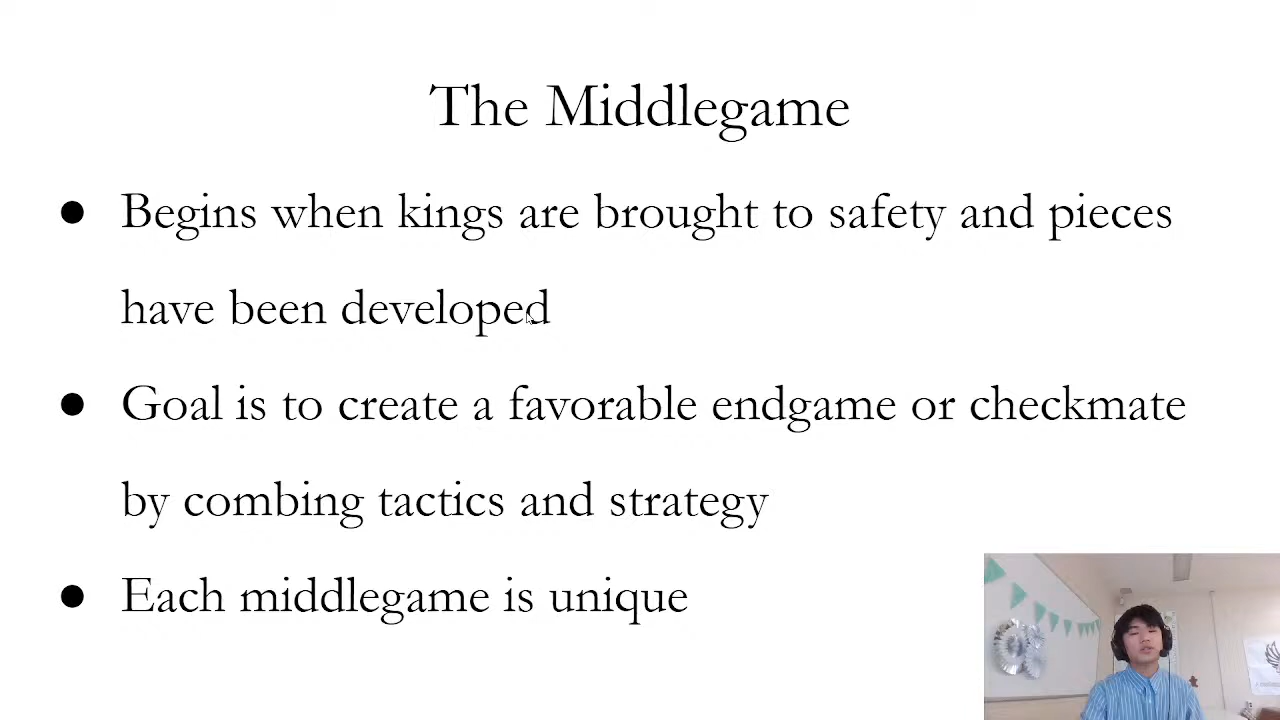 The Middlegame
● Begins when kings are brought to safety and pieces
have been developed
● Goal is to create a favorable endgame or checkmate
by combing tactics and strategy
● Each middlegame is unique